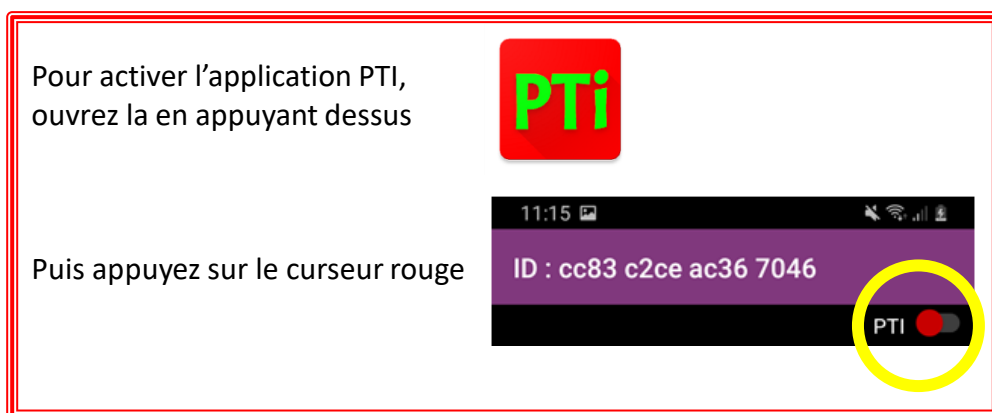 Pour activer l’application PTI,
ouvrez la en appuyant dessus
PTi
11:15
Puis appuyez sur le curseur rouge
ID : cc83 c2ce ac36 7046
PTI